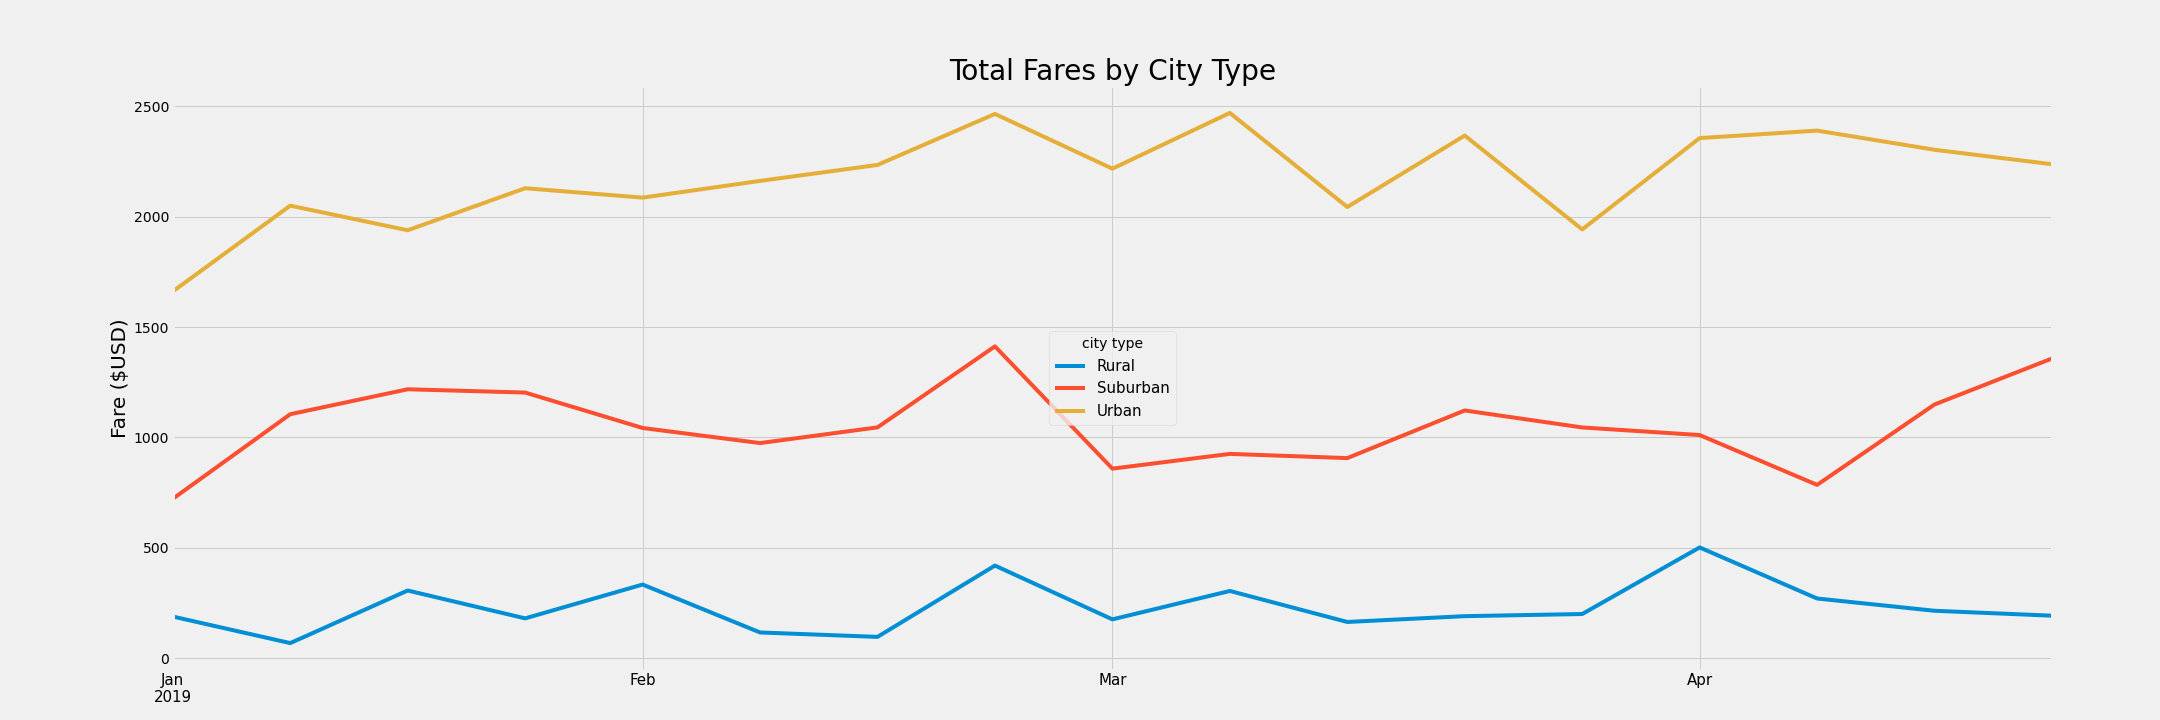 Total Fares by City Type
Fare ($USD)
2500
2000
1500
1000
500
0
city type
Rural
Suburban
Urban
Jan
2019
Feb
Mar
Apr